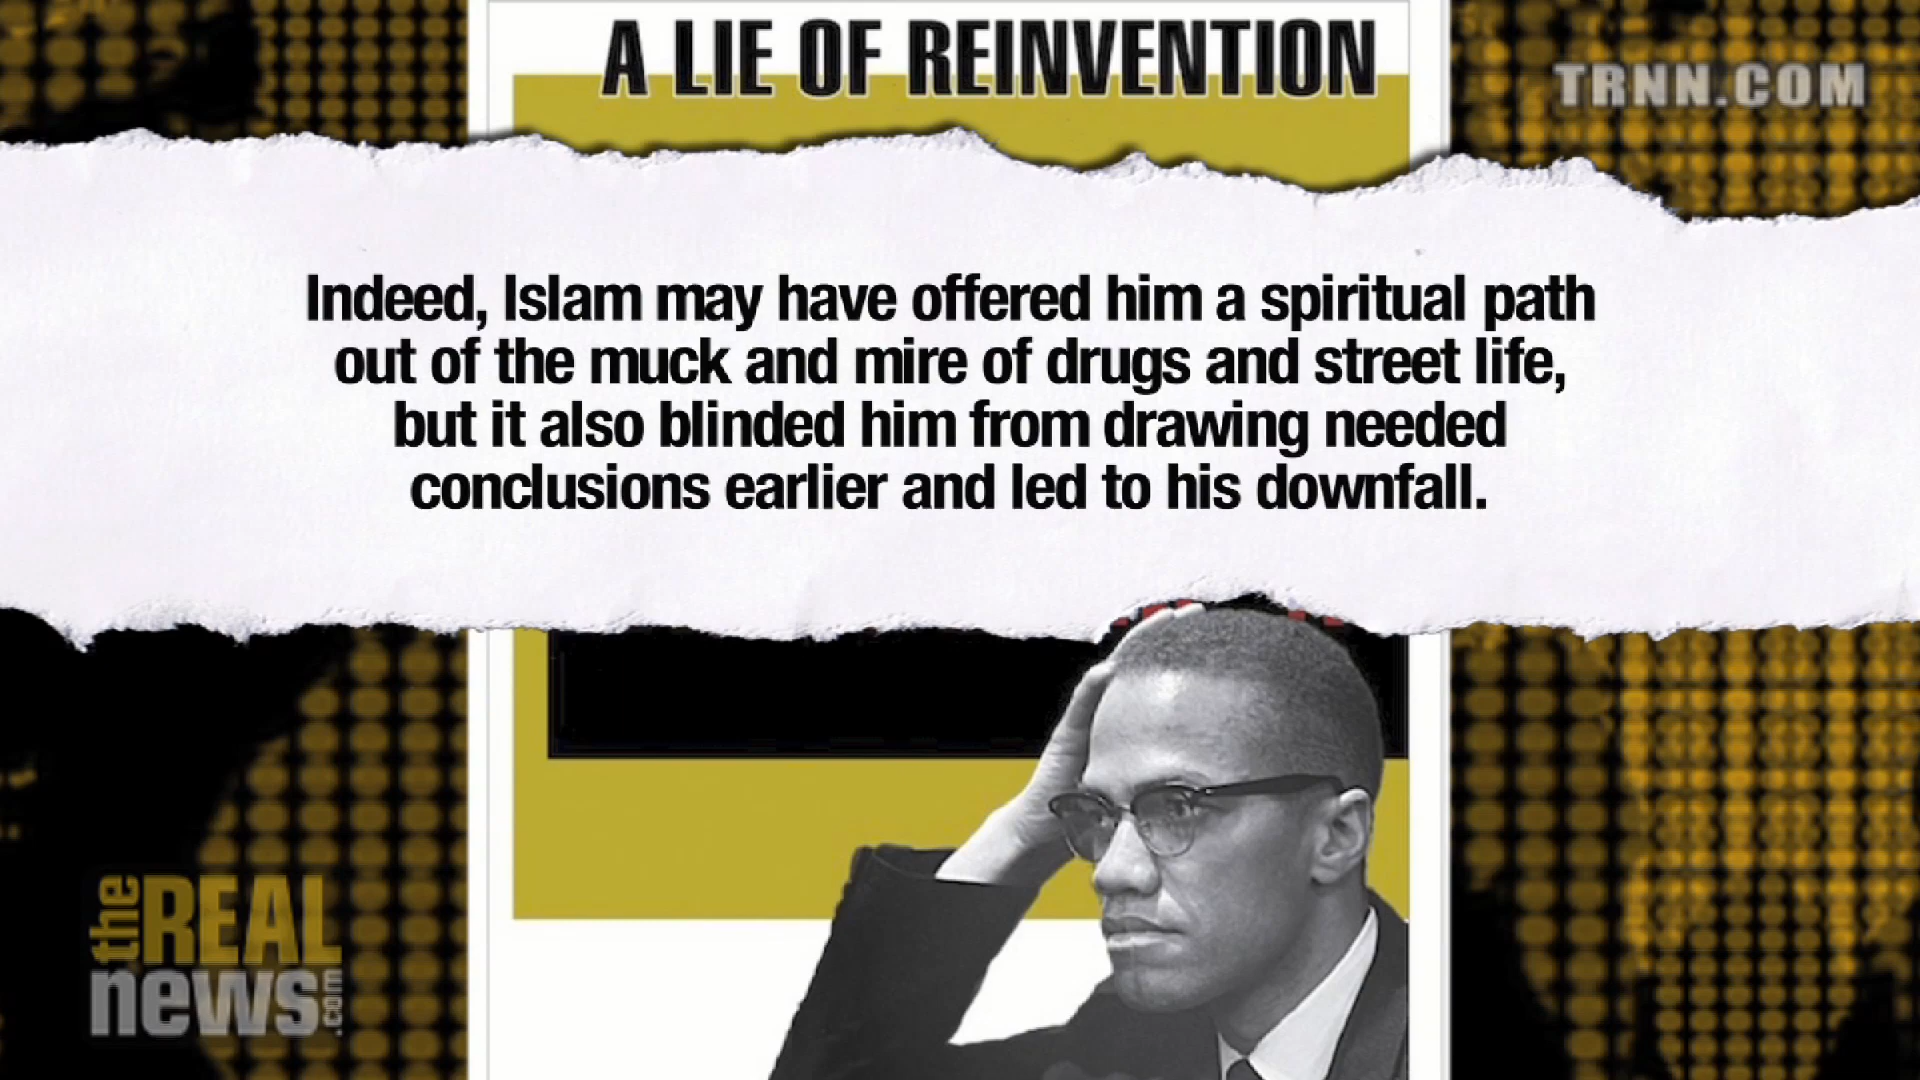 A LIE OF REINVENTION
TRNN.COM
Indeed, Islam may have offered him a spiritual path
out of the muck and mire of drugs and street life,
but it also blinded him from drawing needed
conclusions earlier and led to his downfall.
the REAL
news.com